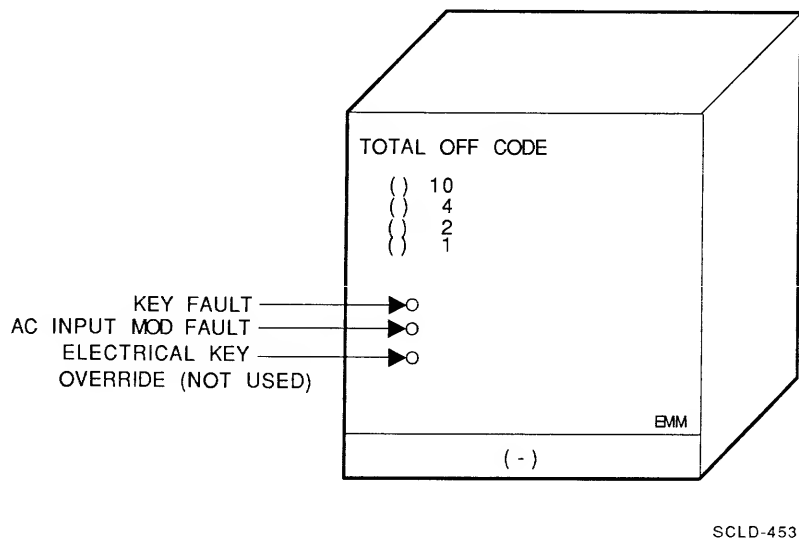 TOTAL OFF CODE
( ) 10
( ) 4
( ) 2
( ) 1
KEY FAULT
AC INPUT MOD FAULT
ELECTRICAL KEY
OVERRIDE (NOT USED)
EMM
( - )
SCLD-453